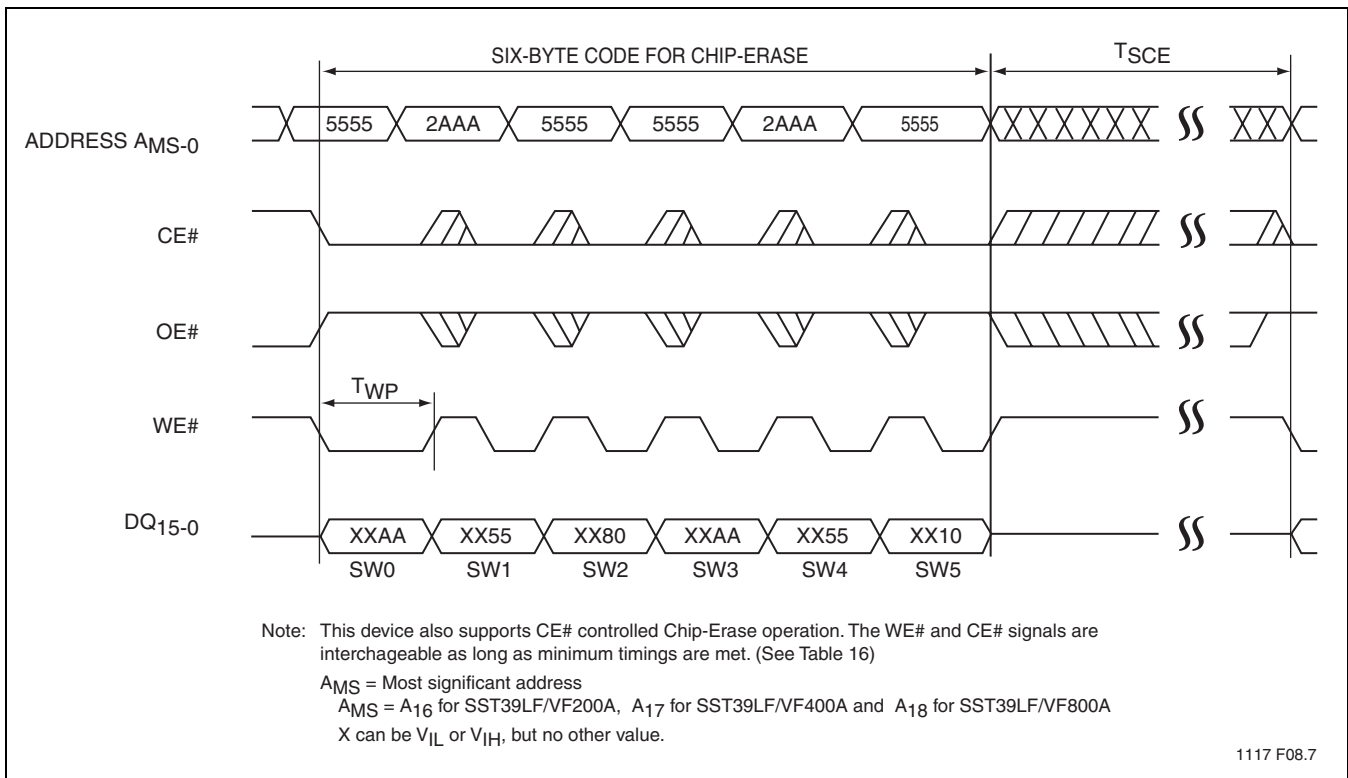 SIX-BYTE CODE FOR CHIP-ERASE TSCE
ADDRESS AMS-0 5555 2AAA 5555 5555 2AAA 5555
CE#
OE#
TWP
WE#
DQ15-0 XXAA XX55 XX80 XXAA XX55 XX10
SW0 SW1 SW2 SW3 SW4 SW5
Note: This device also supports CE# controlled Chip-Erase operation. The WE# and CE# signals are
interchageable as long as minimum timings are met. (See Table 16)
AMS = Most significant address
AMS = A16 for SST39LF/VF200A, A17 for SST39LF/VF400A and A18 for SST39LF/VF800A
X can be VIL or VIH, but no other value.
1117 F08.7